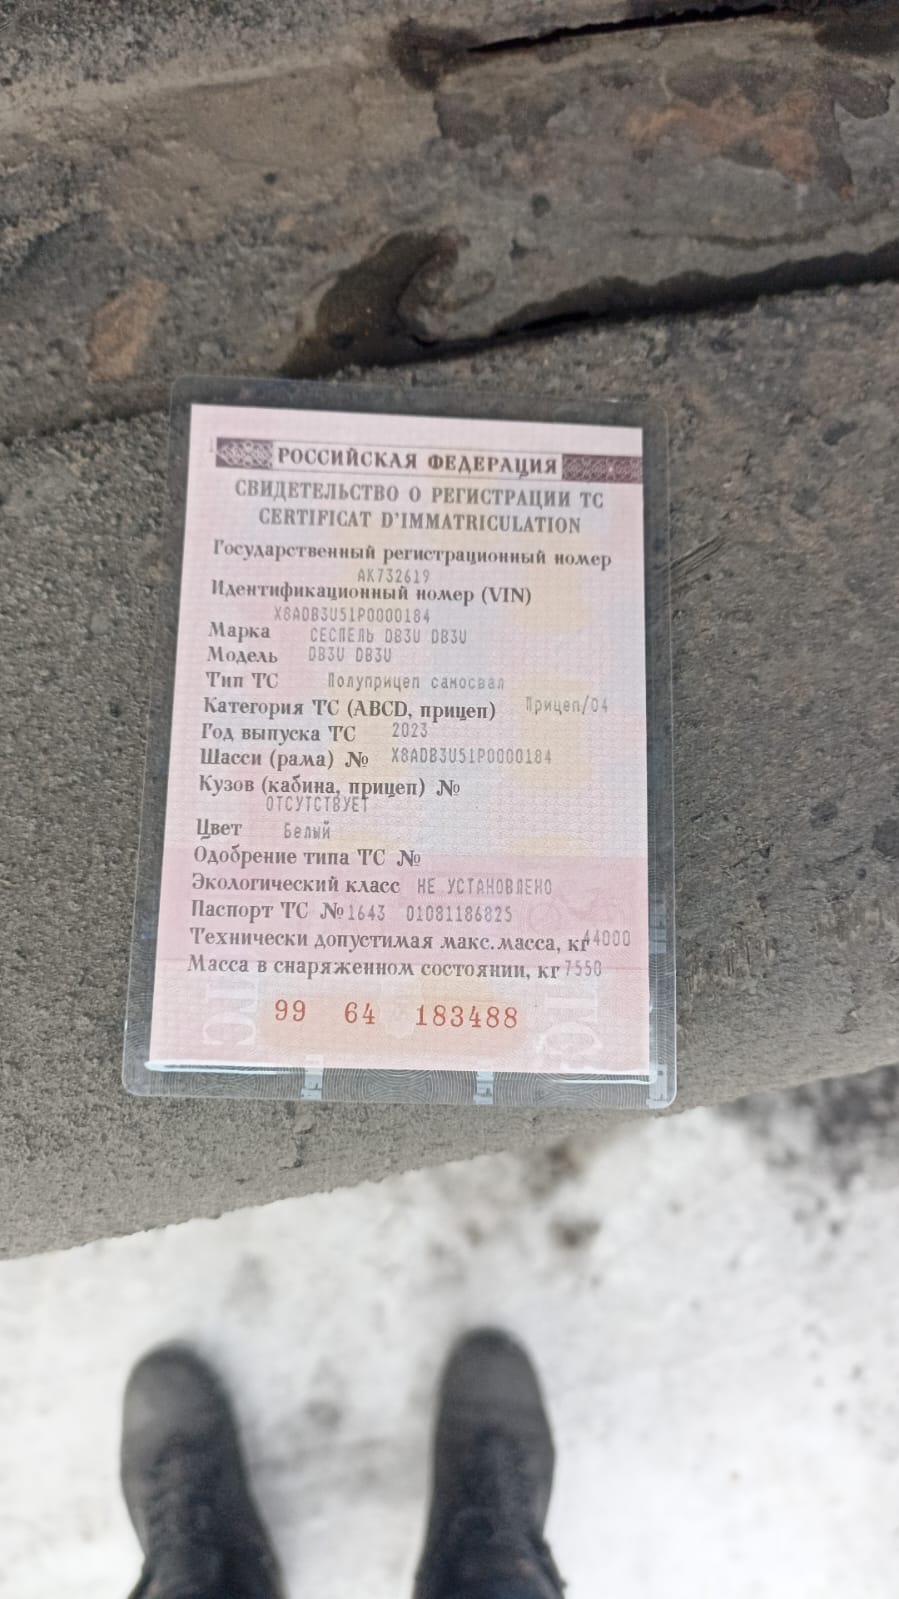 РОССИЙСКАЯ ФЕДЕРАЦИЯ
СВИДЕТЕЛЬСТВО О РЕГИСТРАЦИИ ТС
CERTIFICAT D'IMMATRICULATION
Государственный регистрационный номер
АК732619
Идентификационный номер (VIN)
X8ADB3U51P0000184
Марка СЕСПЕЛЬ DB3U DB3U
Модель DB3U DB3U
Тип ТС Полуприцеп самосвал
Категория ТС (ABCD, прицеп) Прицеп/04
Год выпуска ТС 2023
Шасси (рама) № X8ADB3U51P0000184
Кузов (кабина, прицеп) №
ОТСУТСТВУЕТ
Цвет Белый
Одобрение типа ТС №
Экологический класс НЕ УСТАНОВЛЕНО
Паспорт ТС №1643 01081186825
Технически допустимая макс.масса, кг 44000
Масса в снаряженном состоянии, кг 7550
99 64 183488